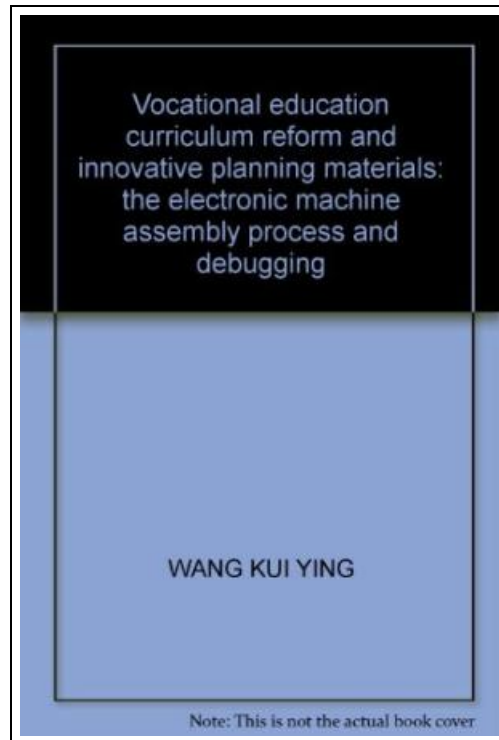 Vocational education
curriculum reform and
innovative planning materials:
the electronic machine
assembly process and
debugging
WANG KUI YING
Note: This is not the actual book cover